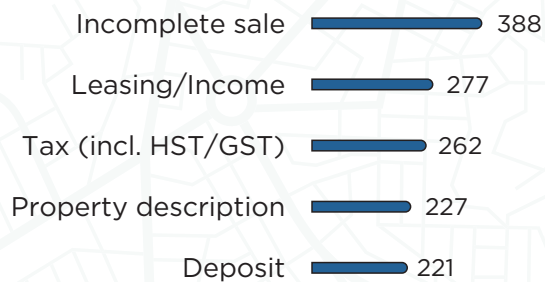 Incomplete sale 388
Leasing/Income 277
Tax (incl. HST/GST) 262
Property description 227
Deposit 221